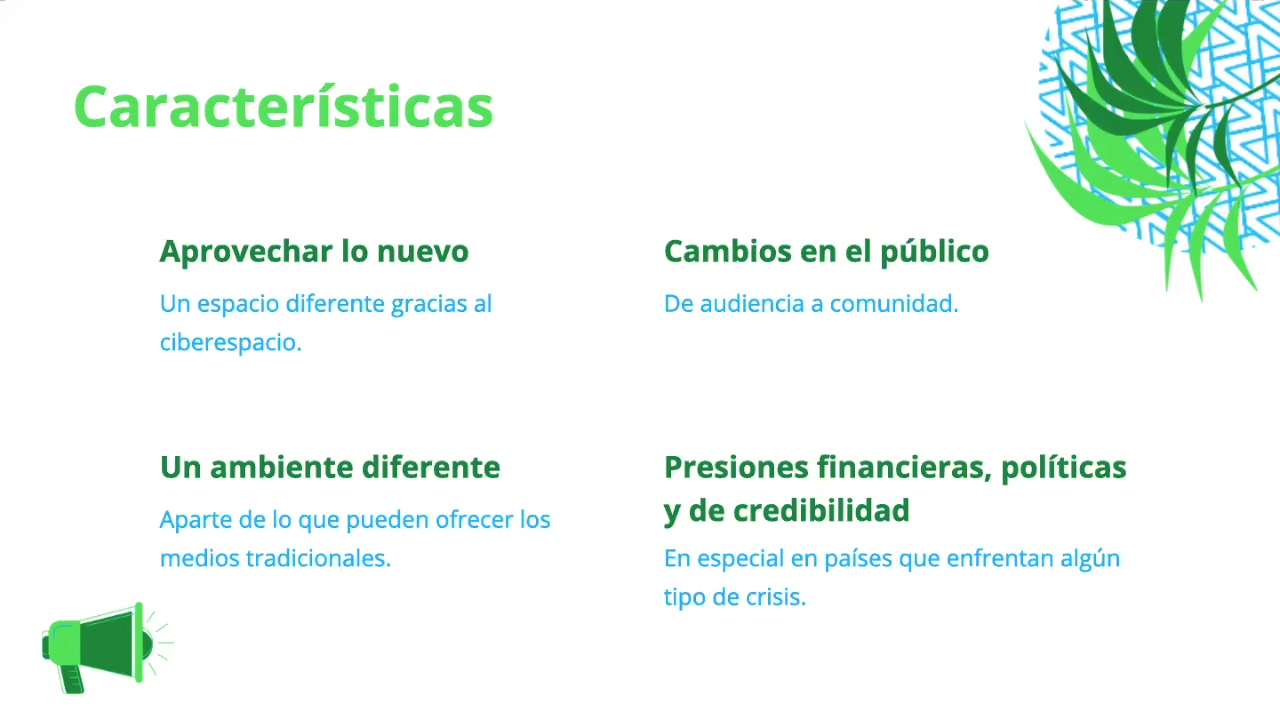 Características
Aprovechar lo nuevo
Un espacio diferente gracias al
ciberespacio.
Cambios en el público
De audiencia a comunidad.
Un ambiente diferente
Aparte de lo que pueden ofrecer los
medios tradicionales.
Presiones financieras, políticas
y de credibilidad
En especial en países que enfrentan algún
tipo de crisis.